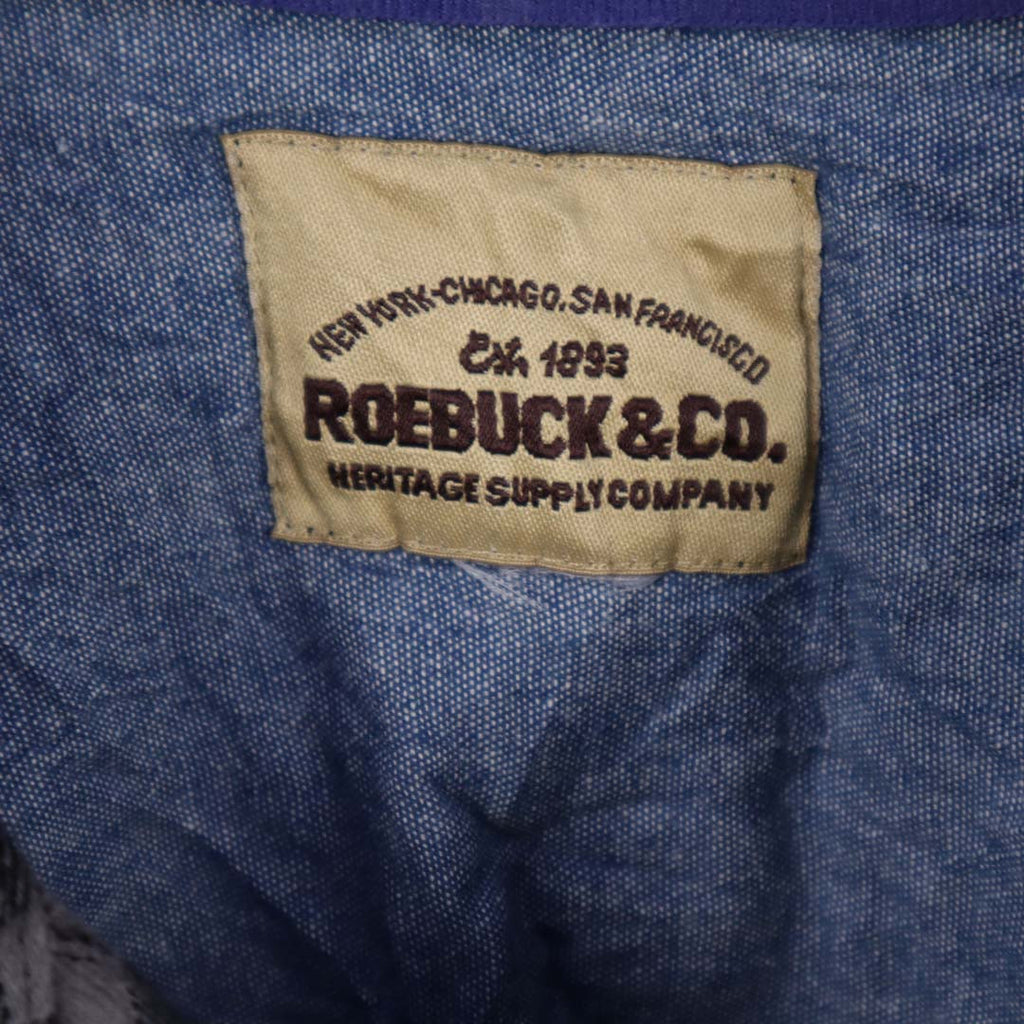 NEW YORK-CHICAGO.SAN FRANCISCO
Est. 1893
ROEBUCK & CO.
HERITAGE SUPPLY COMPANY